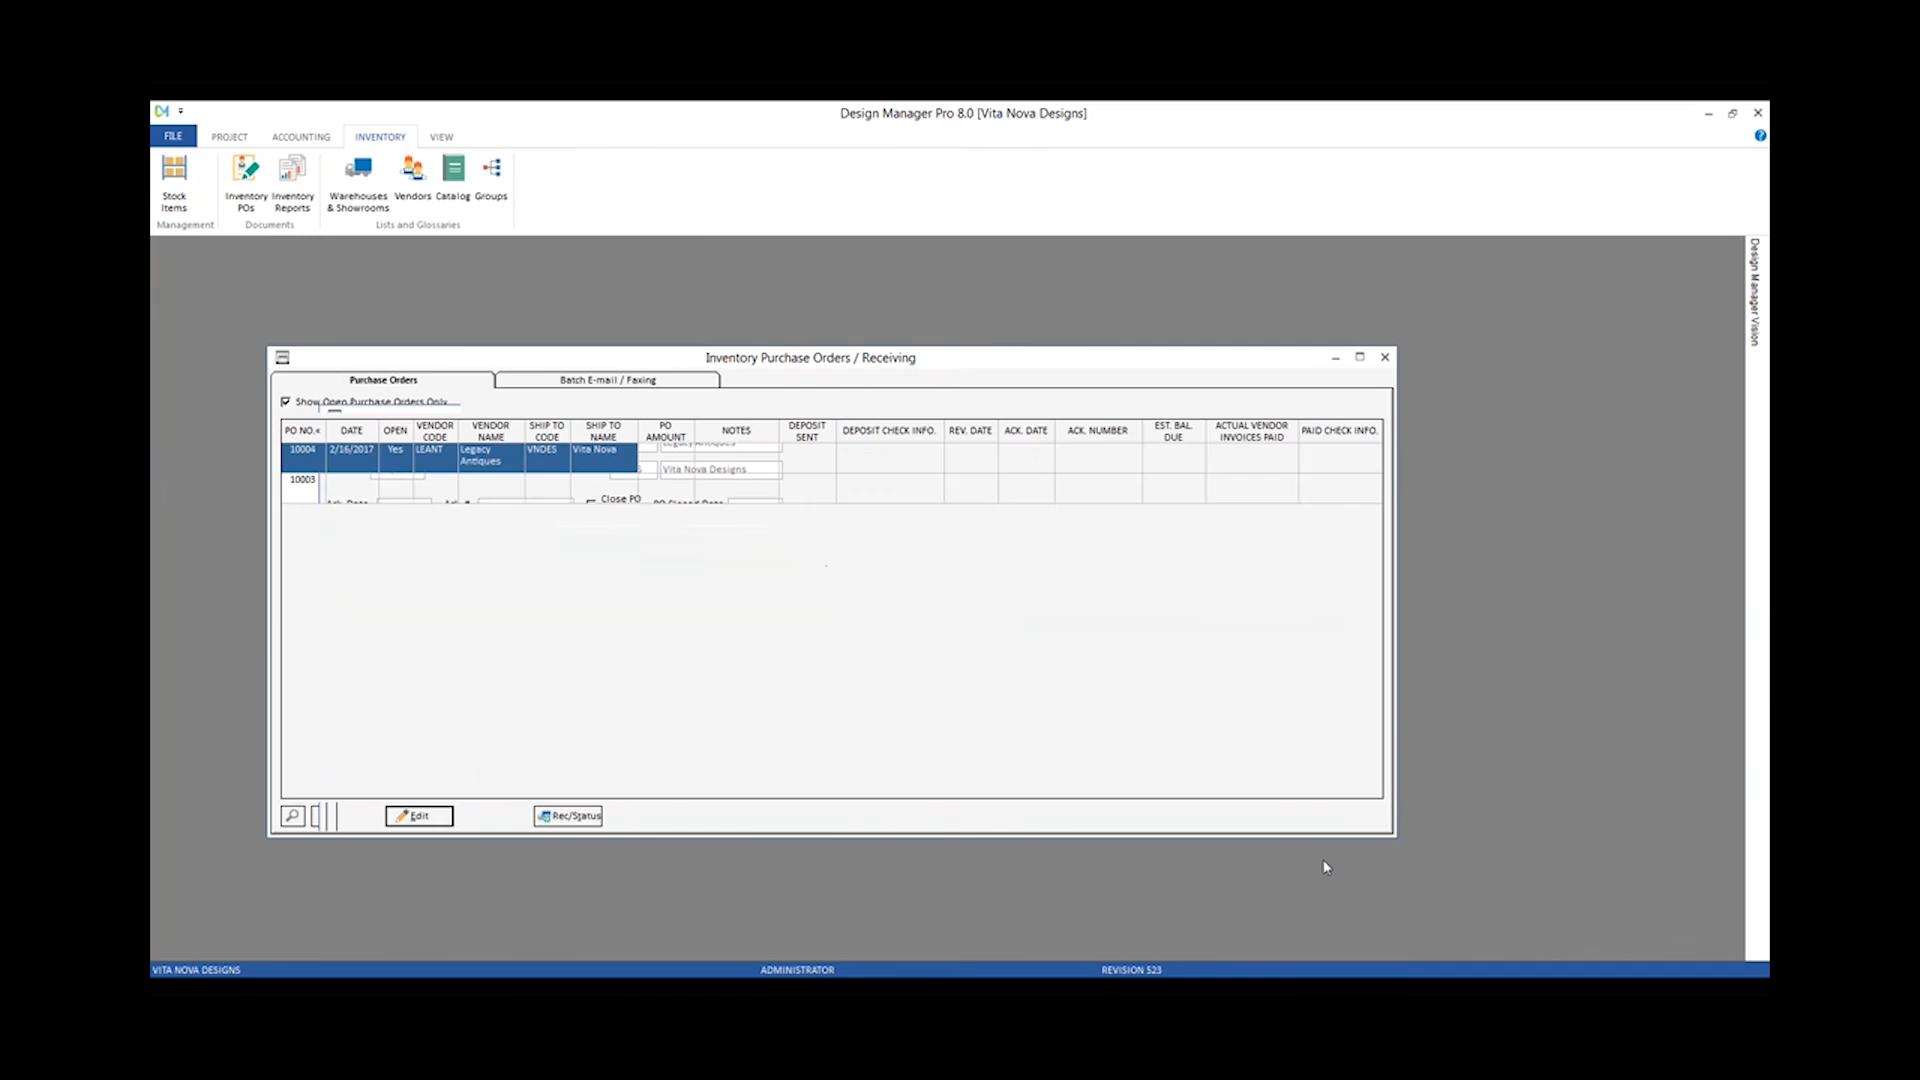 Design Manager Pro 8.0 [Vita Nova Designs]
FILE PROJECT ACCOUNTING INVENTORY VIEW
Stock Items
Inventory POs
Inventory Reports
Warehouses & Showrooms
Vendors
Catalog
Groups
Management Documents Lists and Glossaries
Design Manager Vision
Inventory Purchase Orders / Receiving
Purchase Orders Batch E-mail / Faxing
Show Open Purchase Orders Only
PO NO. DATE OPEN VENDOR CODE VENDOR NAME SHIP TO CODE SHIP TO NAME PO AMOUNT NOTES DEPOSIT SENT DEPOSIT CHECK INFO. REV. DATE ACK. DATE ACK. NUMBER EST. BAL. DUE ACTUAL VENDOR INVOICES PAID PAID CHECK INFO.
10004 2/16/2017 Yes LEANT Legacy Antiques VNDES Vita Nova
Vita Nova Designs
10003
Close PO
Edit Rec/Status
VITA NOVA DESIGNS ADMINISTRATOR REVISION 523